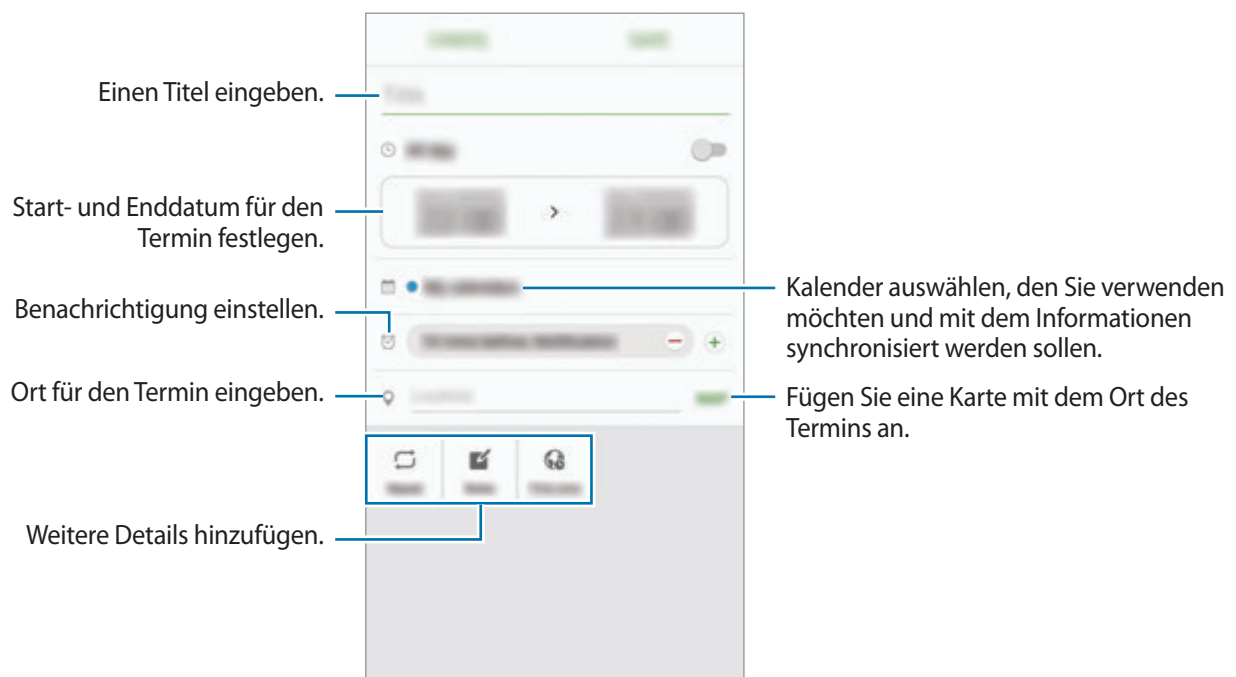 Einen Titel eingeben.
Start- und Enddatum für den
Termin festlegen.
Benachrichtigung einstellen.
Ort für den Termin eingeben.
Weitere Details hinzufügen.
Kalender auswählen, den Sie verwenden
möchten und mit dem Informationen
synchronisiert werden sollen.
Fügen Sie eine Karte mit dem Ort des
Termins an.